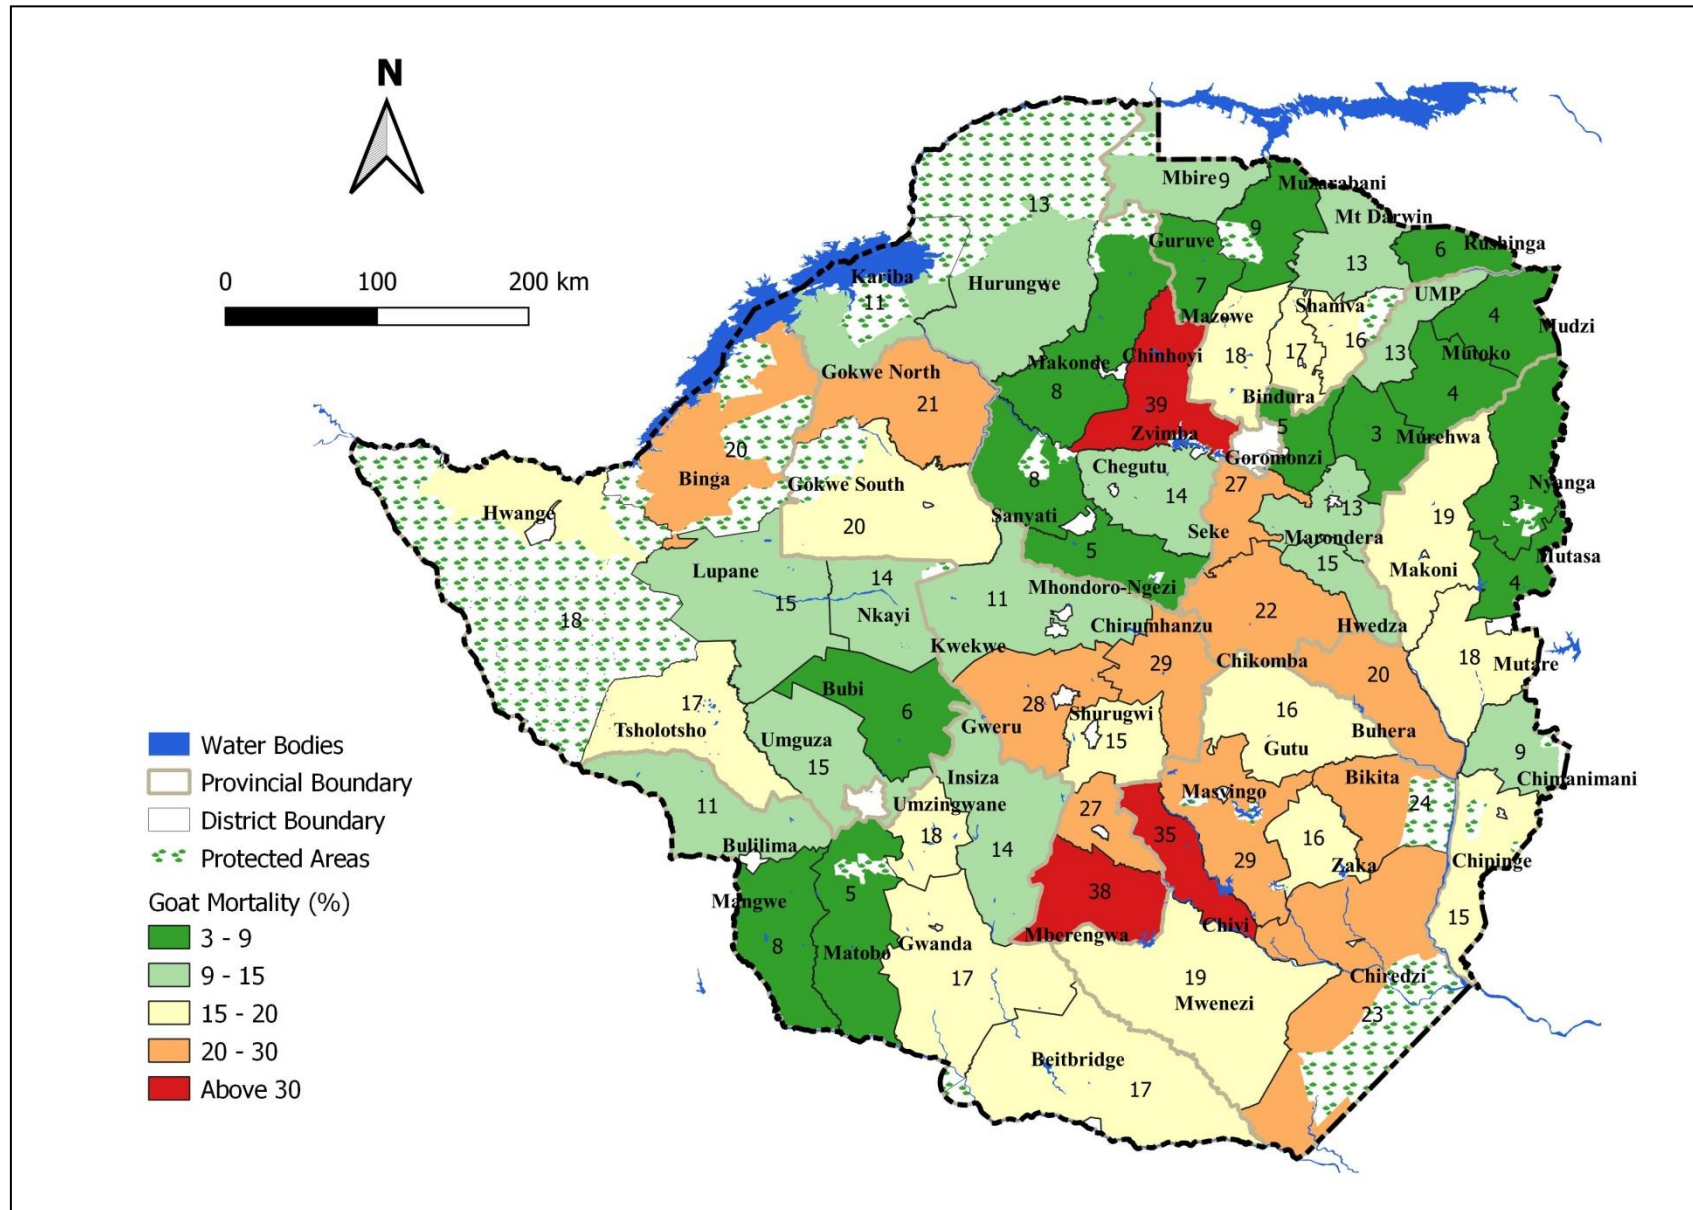 N
0 100 200 km
Mbire
9
Muzarabani
9
Mt Darwin
13
Rushinga
6
13
Guruve
7
Kariba
11
Hurungwe
UMP
13
Shamva
16
Mazowe
18
17
4
Mudzi
Mutoko
4
Makonde
8
Chinhoyi
39
Zvimba
Bindura
5
Goromonzi
3
Murehwa
Gokwe North
21
20
Binga
Gokwe South
20
Hwange
18
8
Sanyati
Chegutu
14
27
Seke
13
Marondera
15
19
Makoni
3
Nyanga
Mutasa
4
5
Mhondoro-Ngezi
Lupane
15
14
Nkayi
11
Kwekwe
Chirumhanzu
29
22
Chikomba
Hwedza
20
Buhera
18
Mutare
17
Tsholotsho
Bubi
6
Umguza
15
28
Gweru
Shurugwi
15
16
Gutu
9
Chimanimani
Insiza
14
Umzingwane
18
11
Bulilima
27
35
Masvingo
29
Bikita
24
16
Zaka
Chipinge
15
Mangwe
8
5
Matobo
Gwanda
17
38
Mberengwa
Chivi
19
Mwenezi
Chiredzi
23
Beitbridge
17
Water Bodies
Provincial Boundary
District Boundary
Protected Areas
Goat Mortality (%)
3 - 9
9 - 15
15 - 20
20 - 30
Above 30